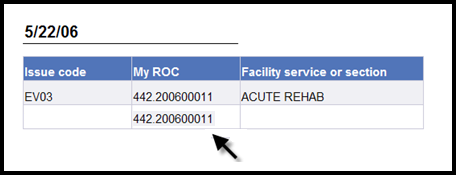 5/22/06
Issue code My ROC Facility service or section
EV03 442.200600011 ACUTE REHAB
442.200600011